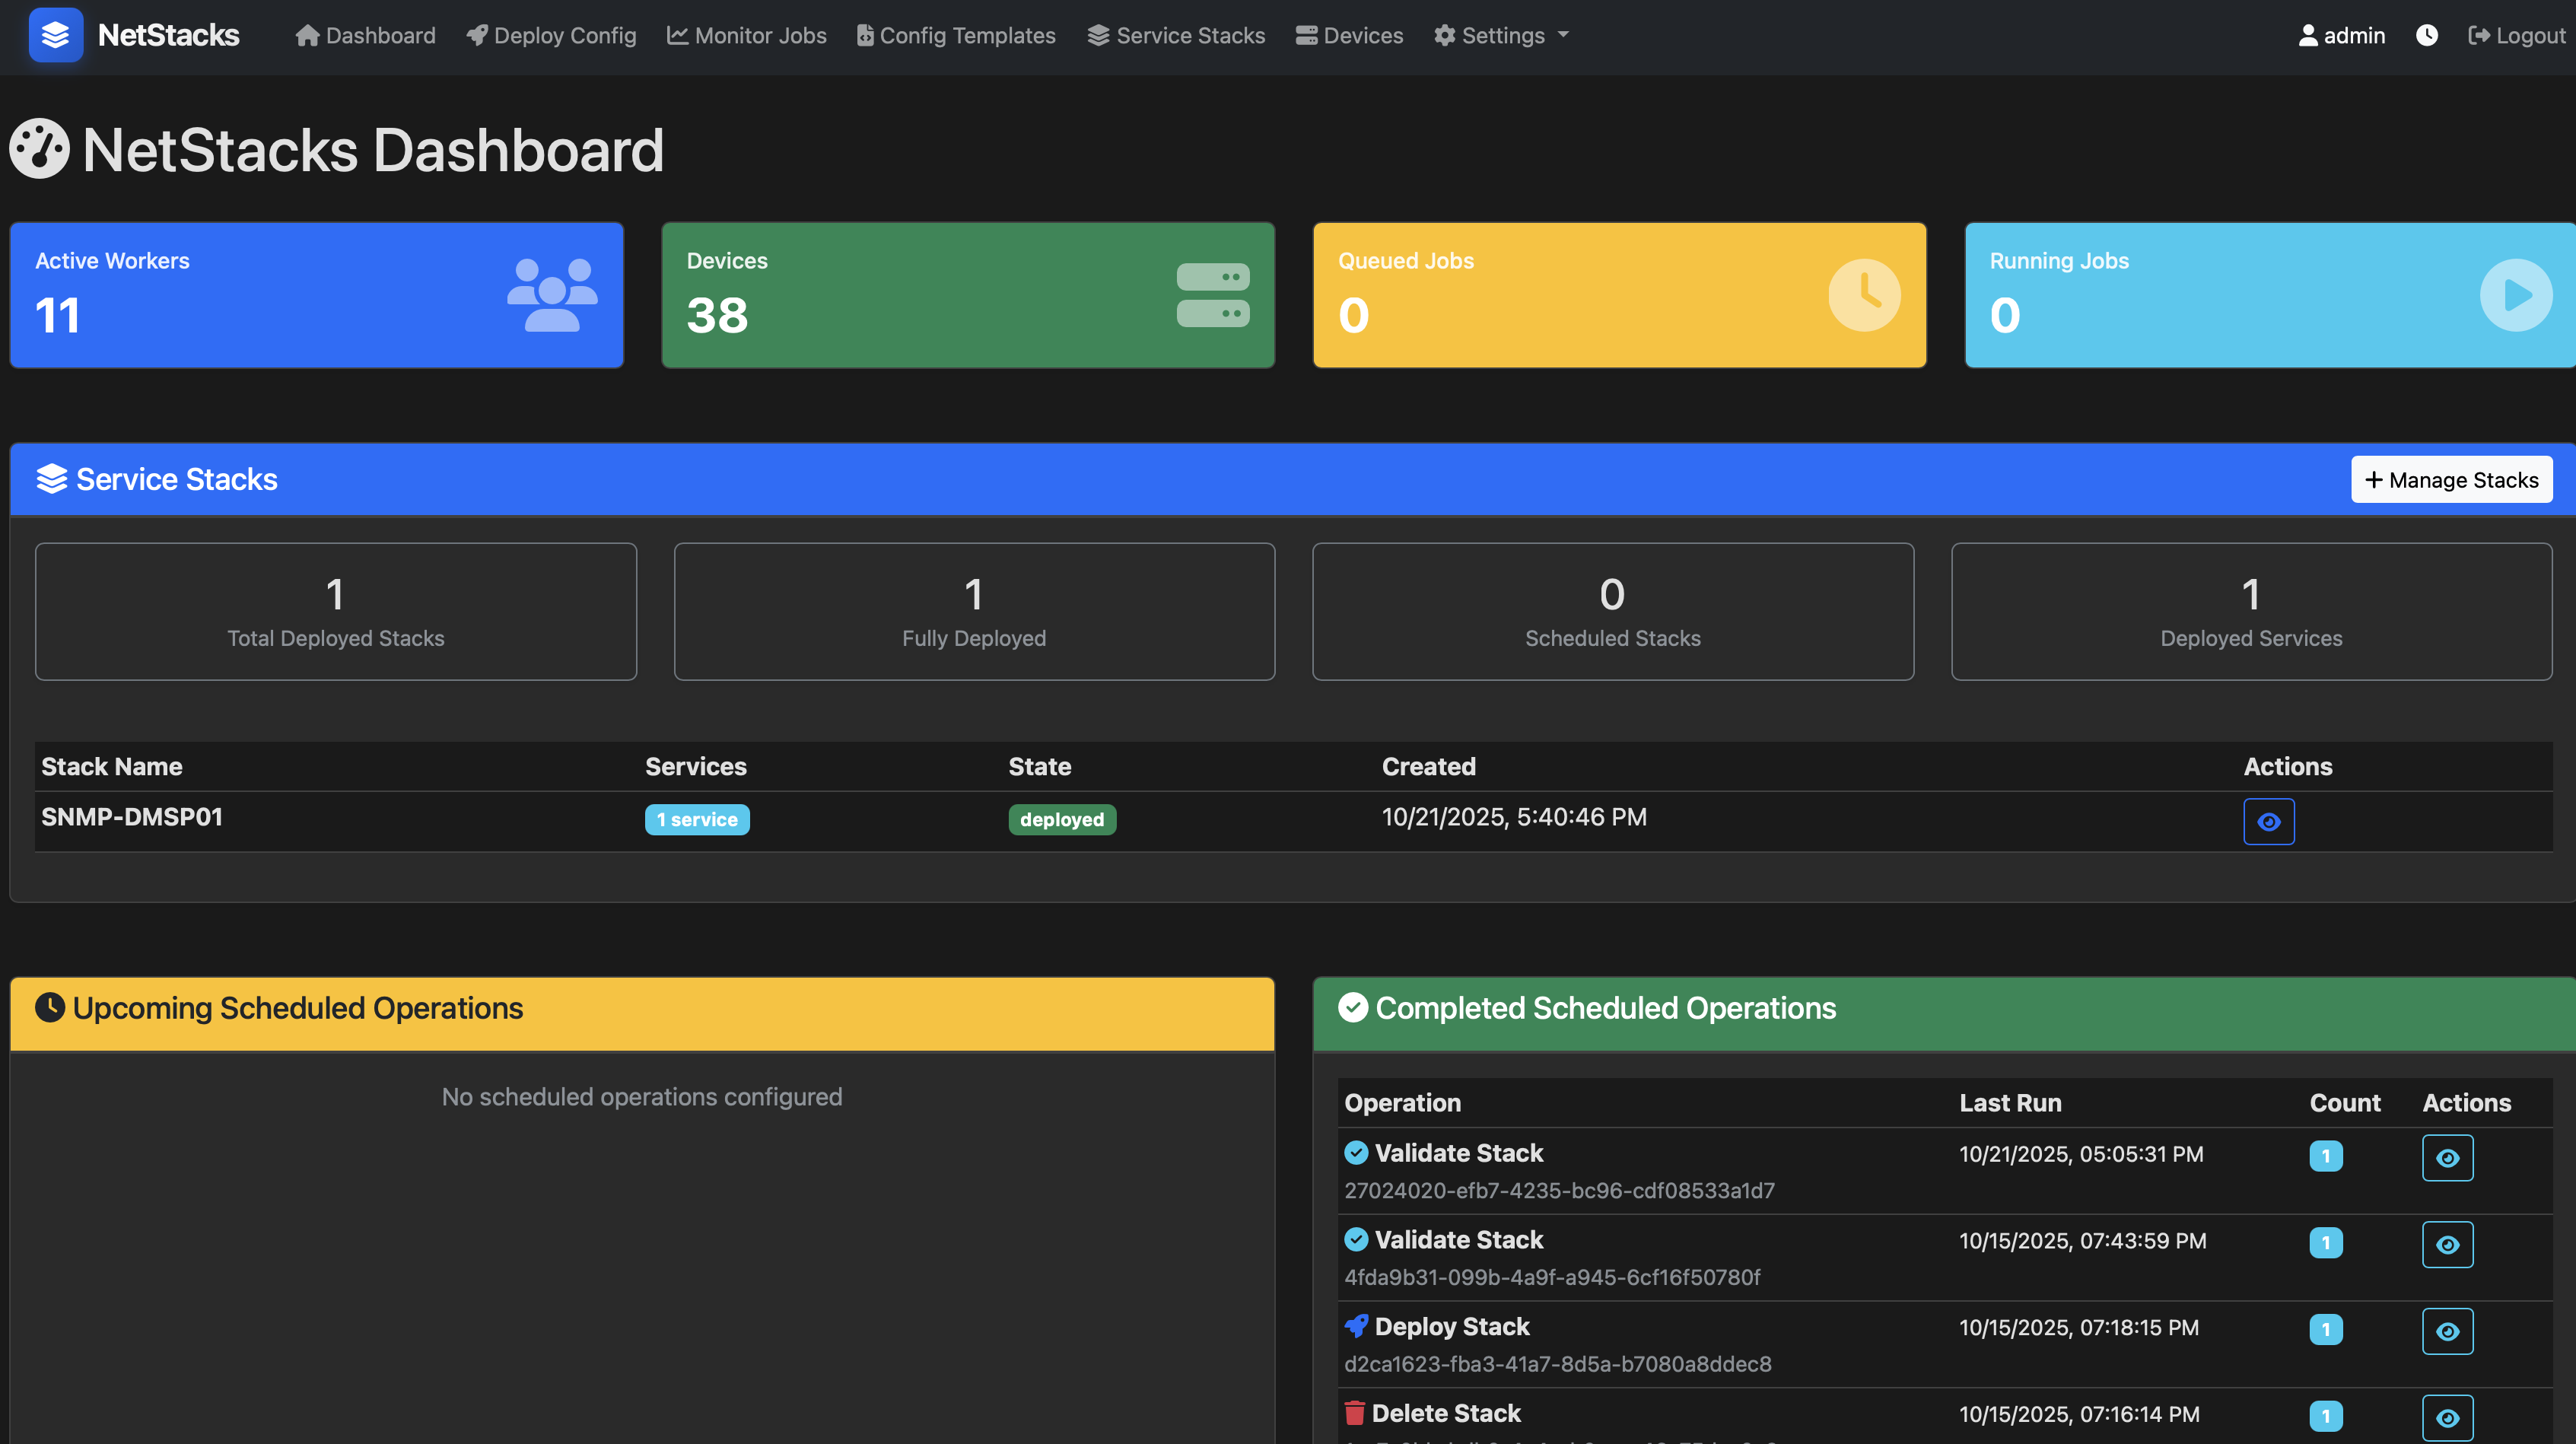 NetStacks Dashboard Deploy Config Monitor Jobs Config Templates Service Stacks Devices Settings admin Logout
NetStacks Dashboard
Active Workers
11
Devices
38
Queued Jobs
0
Running Jobs
0
Service Stacks
Manage Stacks
1
Total Deployed Stacks
1
Fully Deployed
0
Scheduled Stacks
1
Deployed Services
Stack Name Services State Created Actions
SNMP-DMSP01 1 service deployed 10/21/2025, 5:40:46 PM
Upcoming Scheduled Operations
No scheduled operations configured
Completed Scheduled Operations
Operation Last Run Count Actions
Validate Stack 10/21/2025, 05:05:31 PM 1
27024020-efb7-4235-bc96-cdf08533a1d7
Validate Stack 10/15/2025, 07:43:59 PM 1
4fda9b31-099b-4a9f-a945-6cf16f50780f
Deploy Stack 10/15/2025, 07:18:15 PM 1
d2ca1623-fba3-41a7-8d5a-b7080a8ddec8
Delete Stack 10/15/2025, 07:16:14 PM 1